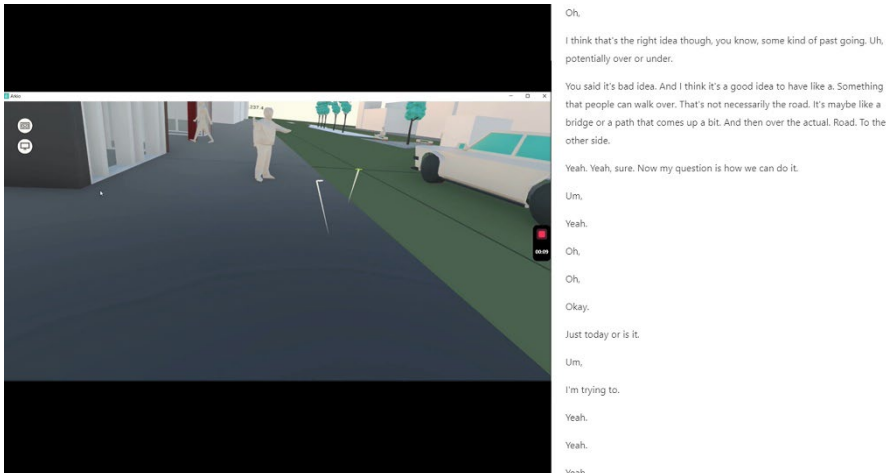 Arkio
00:09
Oh,
I think that's the right idea though, you know, some kind of past going. Uh,
potentially over or under.
You said it's bad idea. And I think it's a good idea to have like a. Something
that people can walk over. That's not necessarily the road. It's maybe like a
bridge or a path that comes up a bit. And then over the actual. Road. To the
other side.
Yeah. Yeah, sure. Now my question is how we can do it.
Um,
Yeah.
Oh,
Oh,
Okay.
Just today or is it.
Um,
I'm trying to.
Yeah.
Yeah.
Yeah